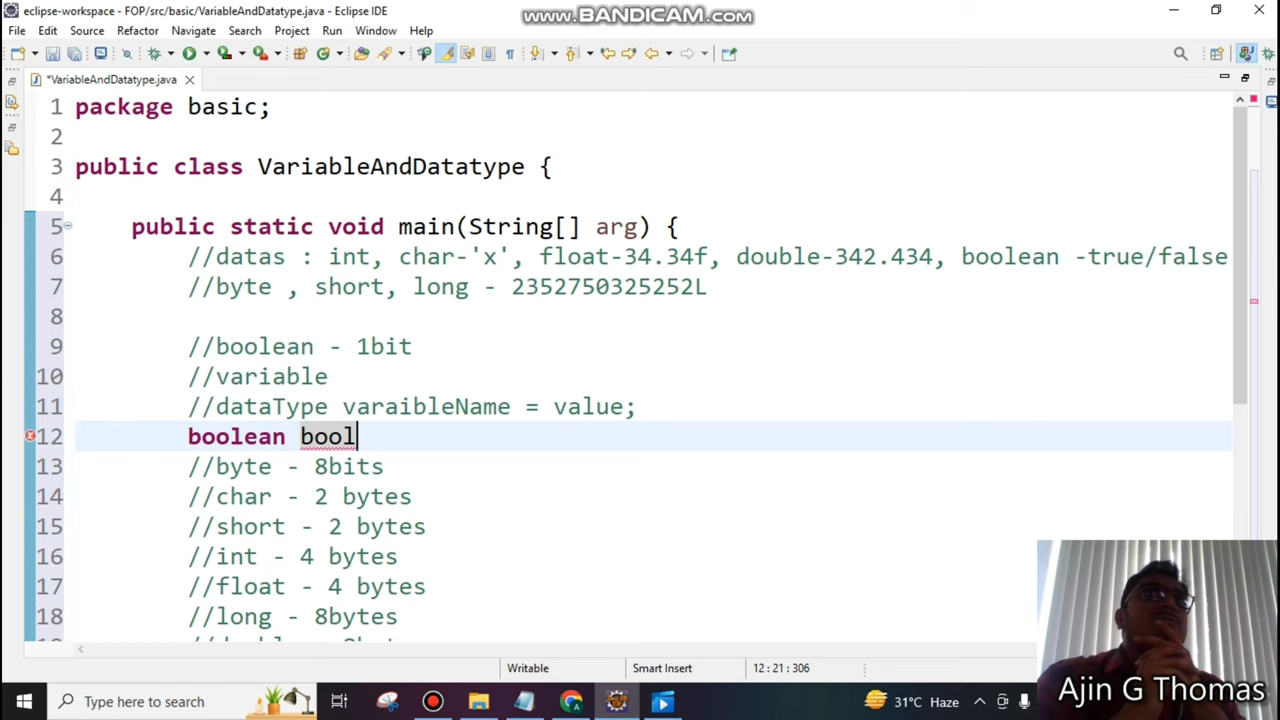 eclipse-workspace - FOP/src/basic/VariableAndDatatype.java - Eclipse IDE
www.BANDICAM.com
File Edit Source Refactor Navigate Search Project Run Window Help
*VariableAndDatatype.java
1 package basic;
2
3 public class VariableAndDatatype {
4
5 public static void main(String[] arg) {
6 //datas : int, char-'x', float-34.34f, double-342.434, boolean -true/false
7 //byte , short, long - 2352750325252L
8
9 //boolean - 1bit
10 //variable
11 //dataType varaibleName = value;
12 boolean bool
13 //byte - 8bits
14 //char - 2 bytes
15 //short - 2 bytes
16 //int - 4 bytes
17 //float - 4 bytes
18 //long - 8bytes
Writable Smart Insert 12 : 21 : 306
Type here to search
31°C Haze
Ajin G Thomas